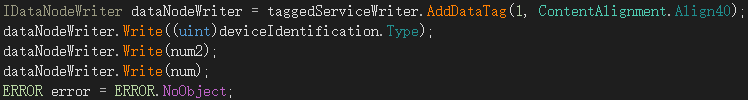 IDataNodeWriter dataNodeWriter = taggedServiceWriter.AddDataTag(1, ContentAlignment.Align40);
dataNodeWriter.Write((uint)deviceIdentification.Type);
dataNodeWriter.Write(num2);
dataNodeWriter.Write(num);
ERROR error = ERROR.NoObject;